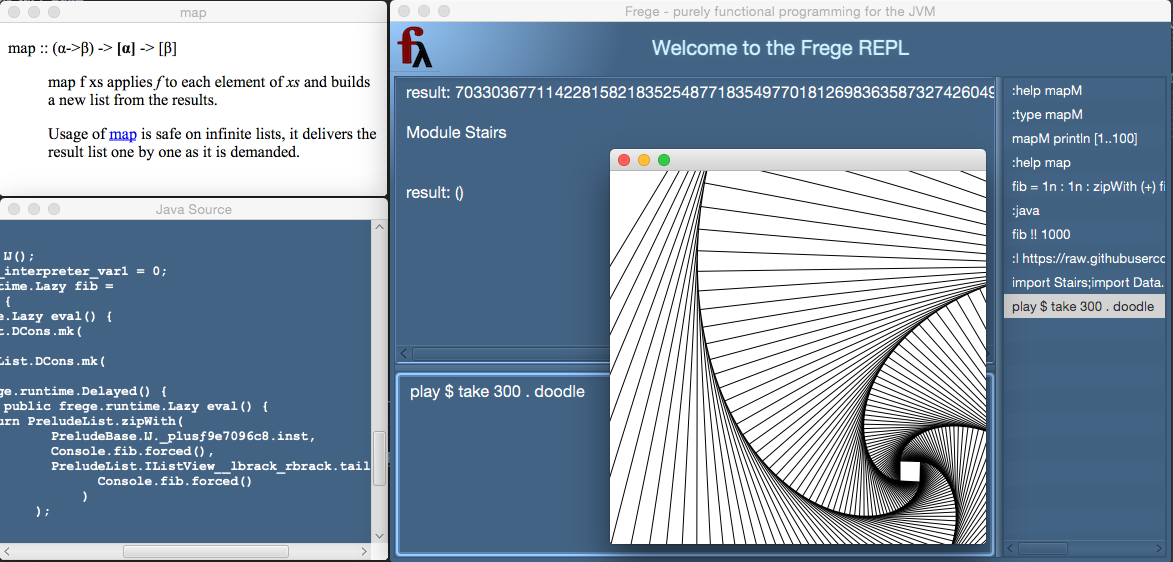 map
map :: (α->β) -> [α] -> [β]
map f xs applies f to each element of xs and builds
a new list from the results.
Usage of map is safe on infinite lists, it delivers the
result list one by one as it is demanded.
Java Source
IJ();
_interpreter_var1 = 0;
time.Lazy fib =
{
e.Lazy eval() {
t.DCons.mk(
List.DCons.mk(
ge.runtime.Delayed() {
public frege.runtime.Lazy eval() {
urn PreludeList.zipWith(
PreludeBase.IJ._plusƒ9e7096c8.inst,
Console.fib.forced(),
PreludeList.IListView__lbrack_rbrack.tail
Console.fib.forced()
)
);
Frege - purely functional programming for the JVM
fλ
Welcome to the Frege REPL
result: 703303677114228158218352548771835497701812698363587327426049
Module Stairs
result: ()
play $ take 300 . doodle
:help mapM
:type mapM
mapM println [1..100]
:help map
fib = 1n : 1n : zipWith (+) fi
:java
fib !! 1000
:l https://raw.githubuserco
import Stairs;import Data.
play $ take 300 . doodle